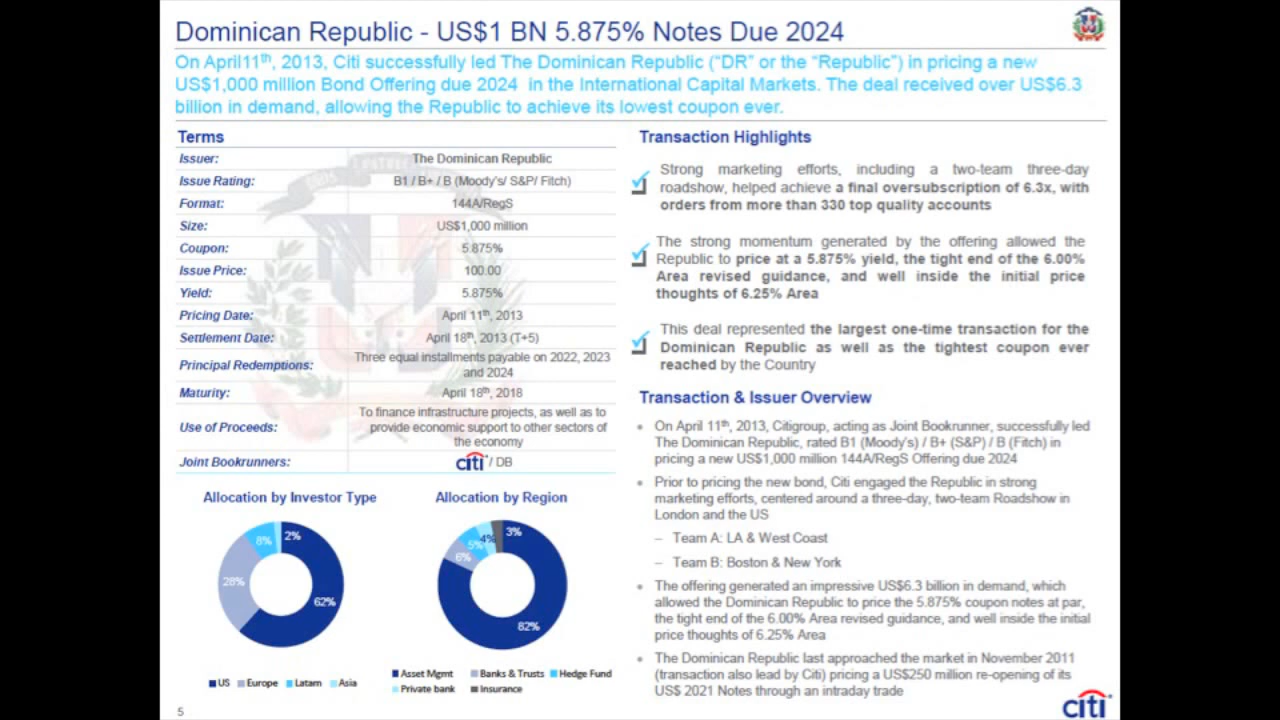 Dominican Republic - US$1 BN 5.875% Notes Due 2024
On April11th, 2013, Citi successfully led The Dominican Republic (“DR” or the “Republic”) in pricing a new
US$1,000 million Bond Offering due 2024 in the International Capital Markets. The deal received over US$6.3
billion in demand, allowing the Republic to achieve its lowest coupon ever.
Terms
Issuer: The Dominican Republic
Issue Rating: B1 / B+ / B (Moody's/ S&P/ Fitch)
Format: 144A/RegS
Size: US$1,000 million
Coupon: 5.875%
Issue Price: 100.00
Yield: 5.875%
Pricing Date: April 11th, 2013
Settlement Date: April 18th, 2013 (T+5)
Principal Redemptions: Three equal installments payable on 2022, 2023
and 2024
Maturity: April 18th, 2018
Use of Proceeds: To finance infrastructure projects, as well as to
provide economic support to other sectors of
the economy
Joint Bookrunners: citi / DB
Allocation by Investor Type
2%
8%
28%
62%
US Europe Latam Asia
Allocation by Region
3%
4%
5%
6%
82%
Asset Mgmt Banks & Trusts Hedge Fund
Private bank Insurance
Transaction Highlights
Strong marketing efforts, including a two-team three-day
roadshow, helped achieve a final oversubscription of 6.3x, with
orders from more than 330 top quality accounts
The strong momentum generated by the offering allowed the
Republic to price at a 5.875% yield, the tight end of the 6.00%
Area revised guidance, and well inside the initial price
thoughts of 6.25% Area
This deal represented the largest one-time transaction for the
Dominican Republic as well as the tightest coupon ever
reached by the Country
Transaction & Issuer Overview
On April 11th, 2013, Citigroup, acting as Joint Bookrunner, successfully led
The Dominican Republic, rated B1 (Moody's) / B+ (S&P) / B (Fitch) in
pricing a new US$1,000 million 144A/RegS Offering due 2024
Prior to pricing the new bond, Citi engaged the Republic in strong
marketing efforts, centered around a three-day, two-team Roadshow in
London and the US
– Team A: LA & West Coast
– Team B: Boston & New York
The offering generated an impressive US$6.3 billion in demand, which
allowed the Dominican Republic to price the 5.875% coupon notes at par,
the tight end of the 6.00% Area revised guidance, and well inside the initial
price thoughts of 6.25% Area
The Dominican Republic last approached the market in November 2011
(transaction also lead by Citi) pricing a US$250 million re-opening of its
US$ 2021 Notes through an intraday trade
5
citi